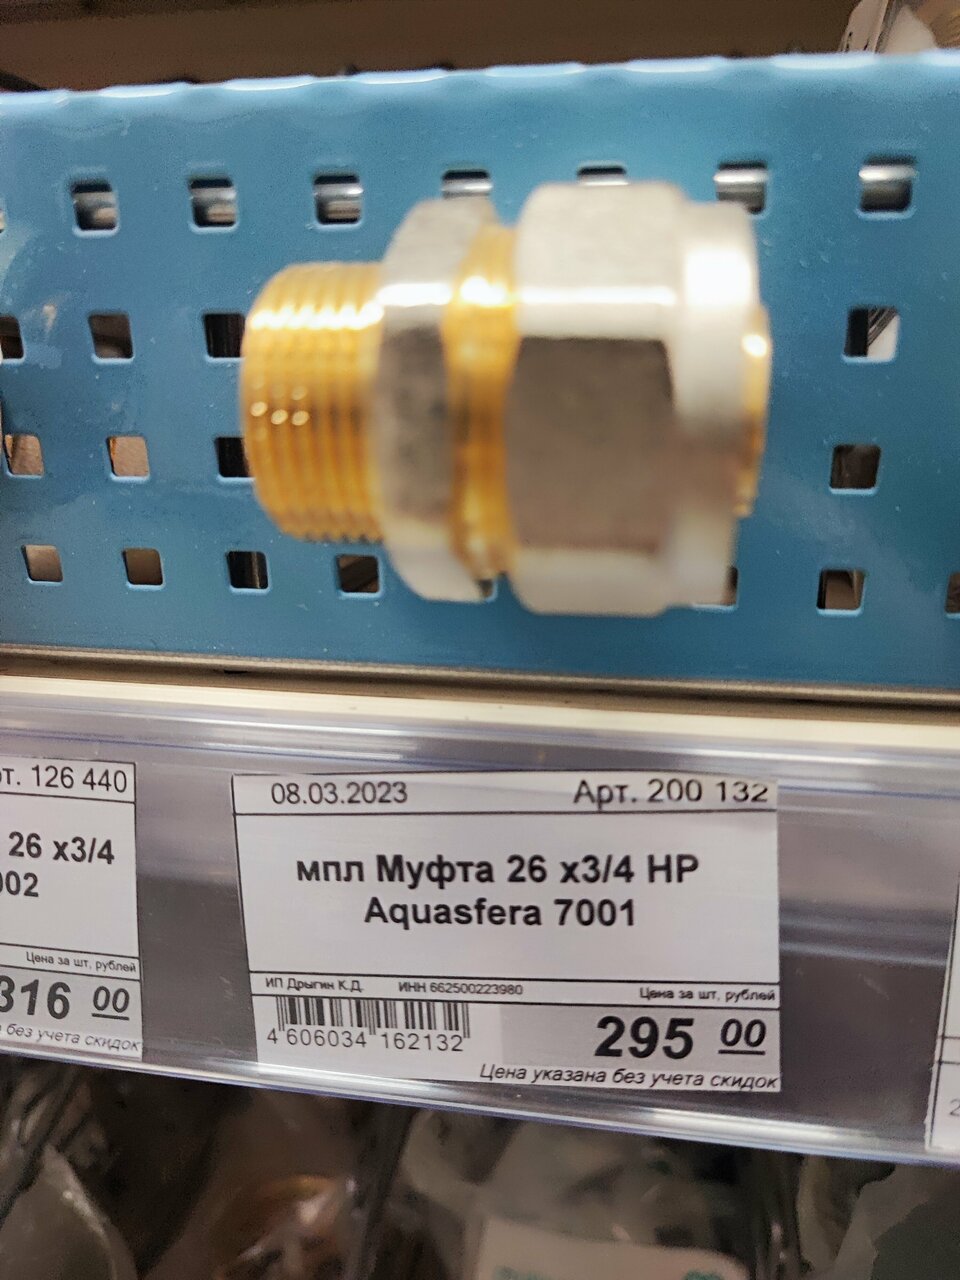 т. 126 440
26 х3/4
002
Цена за шт, рублей
316 00
без учета скидок
08.03.2023 Арт. 200 132
мпл Муфта 26 х3/4 НР
Aquasfera 7001
ИП Дрыгин К.Д. ИНН 662500223980 Цена за шт, рублей
4 606034 162132
295 00
Цена указана без учета скидок